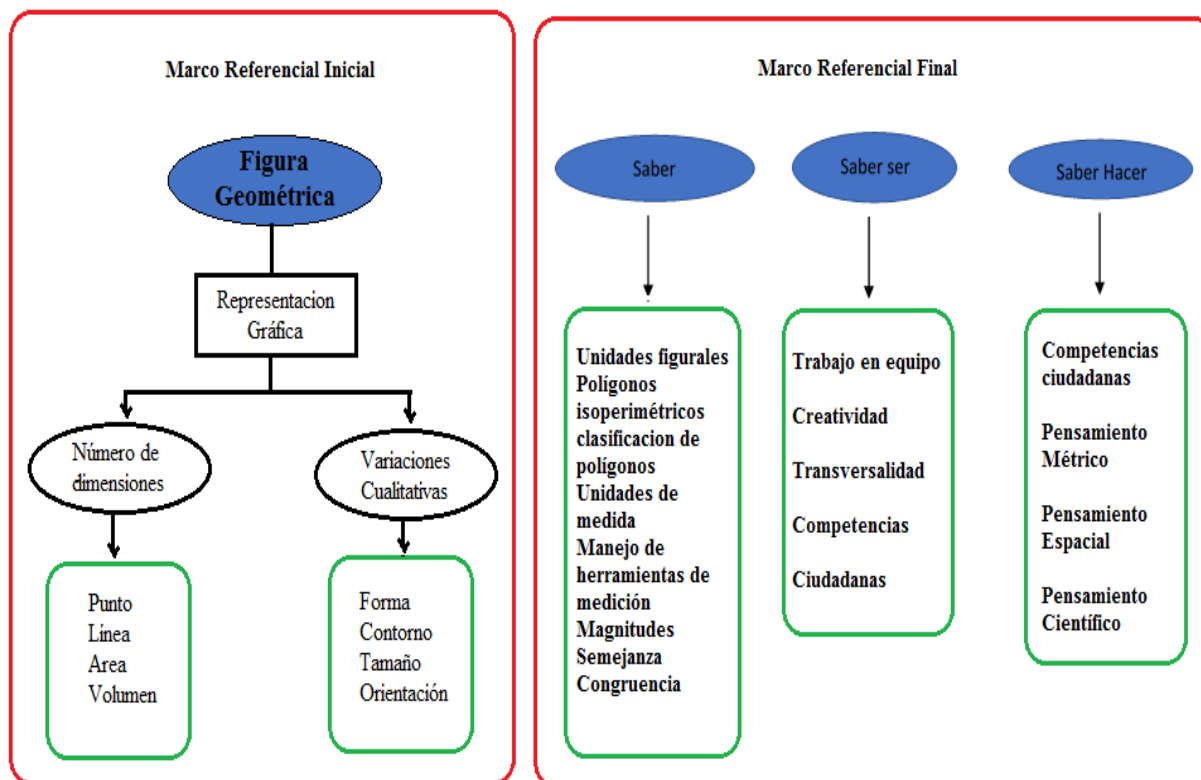 Marco Referencial Inicial
Figura
Geométrica
Representacion
Gráfica
Número de
dimensiones
Variaciones
Cualitativas
Punto
Línea
Area
Volumen
Forma
Contorno
Tamaño
Orientación
Marco Referencial Final
Saber
Saber ser
Saber Hacer
Unidades figurales
Polígonos
isoperimétricos
clasificacion de
polígonos
Unidades de
medida
Manejo de
herramientas de
medición
Magnitudes
Semejanza
Congruencia
Trabajo en equipo
Creatividad
Transversalidad
Competencias
Ciudadanas
Competencias
ciudadanas
Pensamiento
Métrico
Pensamiento
Espacial
Pensamiento
Científico